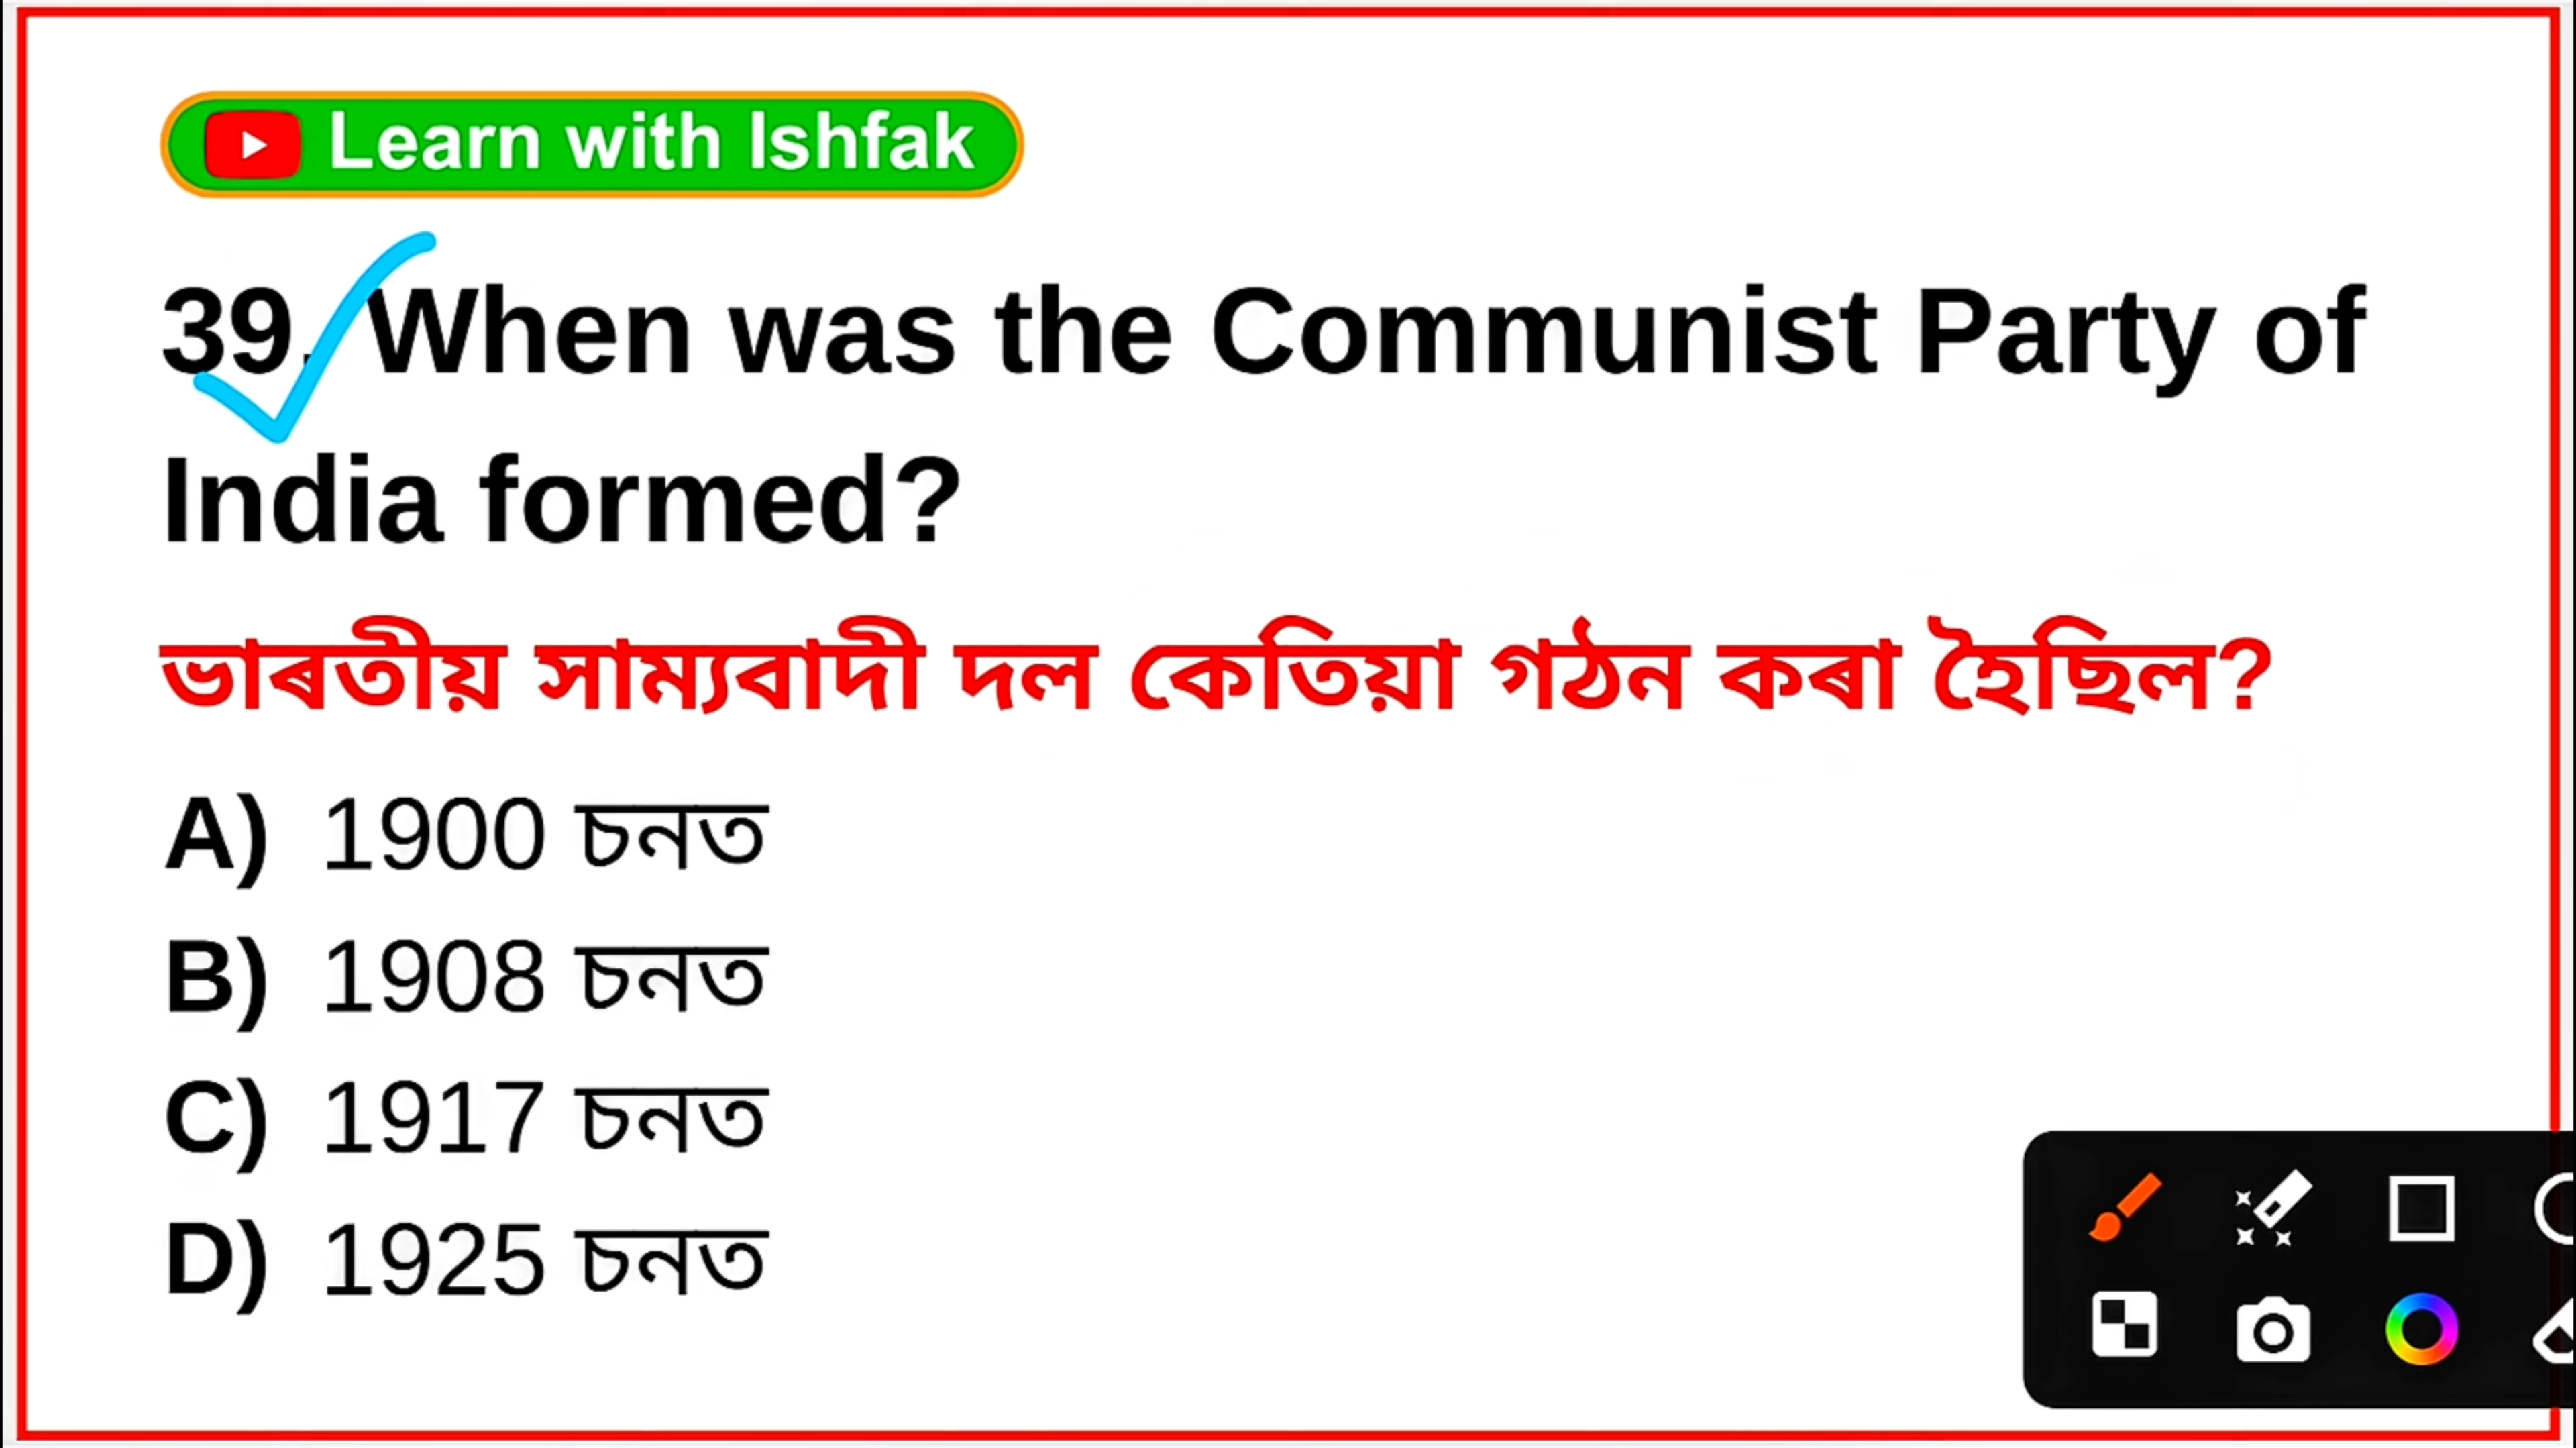 Learn with Ishfak
39. When was the Communist Party of
India formed?
ভাৰতীয় সাম্যবাদী দল কেতিয়া গঠন কৰা হৈছিল?
A) 1900 চনত
B) 1908 চনত
C) 1917 চনত
D) 1925 চনত